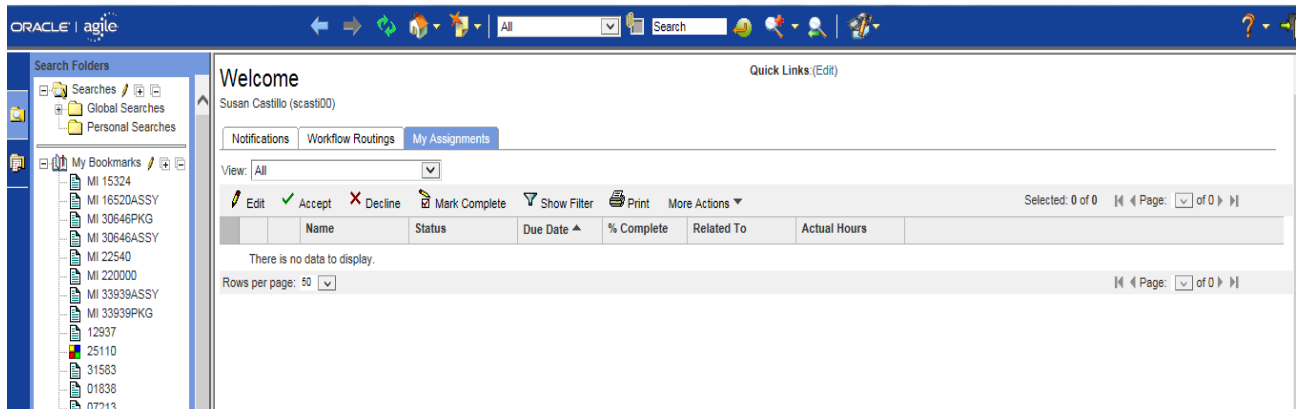 ORACLE | agile
All
Search
Search Folders
Searches
Global Searches
Personal Searches
My Bookmarks
MI 15324
MI 16520ASSY
MI 30646PKG
MI 30646ASSY
MI 22540
MI 220000
MI 33939ASSY
MI 33939PKG
12937
25110
31583
01838
07213
Welcome
Quick Links:(Edit)
Susan Castillo (scasti00)
Notifications Workflow Routings My Assignments
View: All
Edit Accept Decline Mark Complete Show Filter Print More Actions Selected: 0 of 0 Page: of 0
Name Status Due Date % Complete Related To Actual Hours
There is no data to display.
Rows per page: 50 Page: of 0